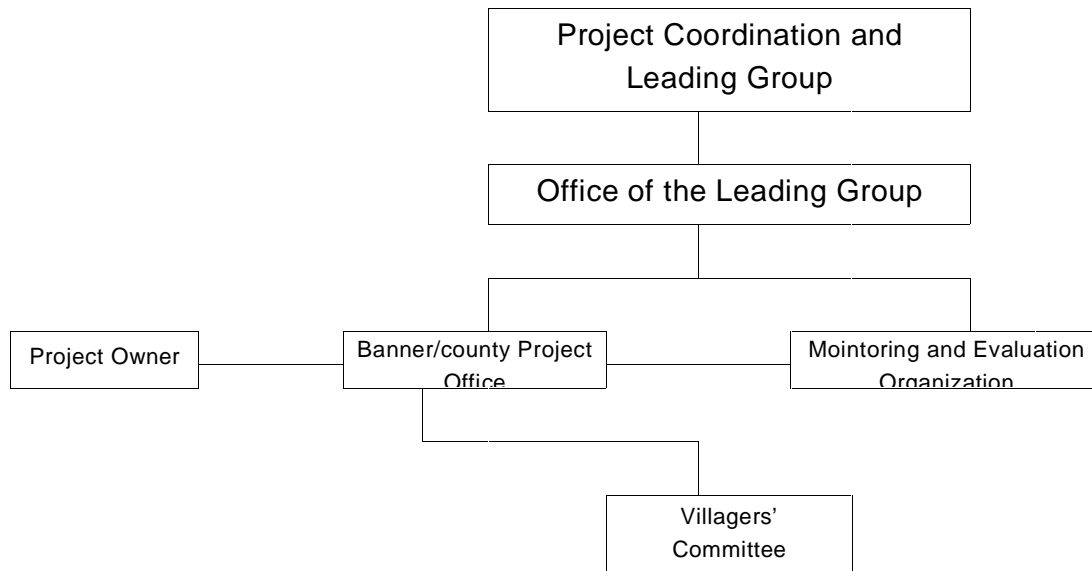 Project Coordination and
Leading Group
Office of the Leading Group
Project Owner
Banner/county Project
Office
Mointoring and Evaluation
Organization
Villagers’
Committee